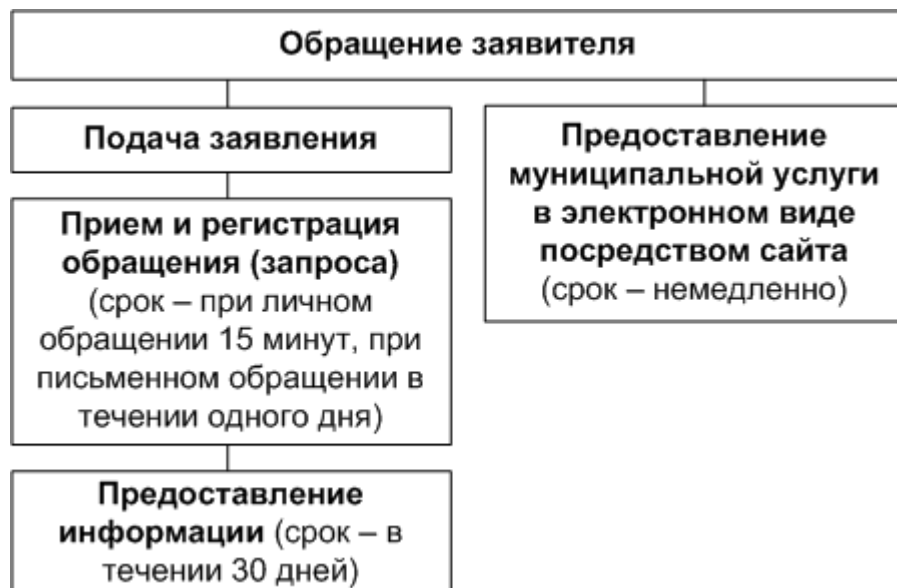 Обращение заявителя
Подача заявления
Прием и регистрация
обращения (запроса)
(срок – при личном
обращении 15 минут, при
письменном обращении в
течении одного дня)
Предоставление
информации (срок – в
течении 30 дней)
Предоставление
муниципальной услуги
в электронном виде
посредством сайта
(срок – немедленно)